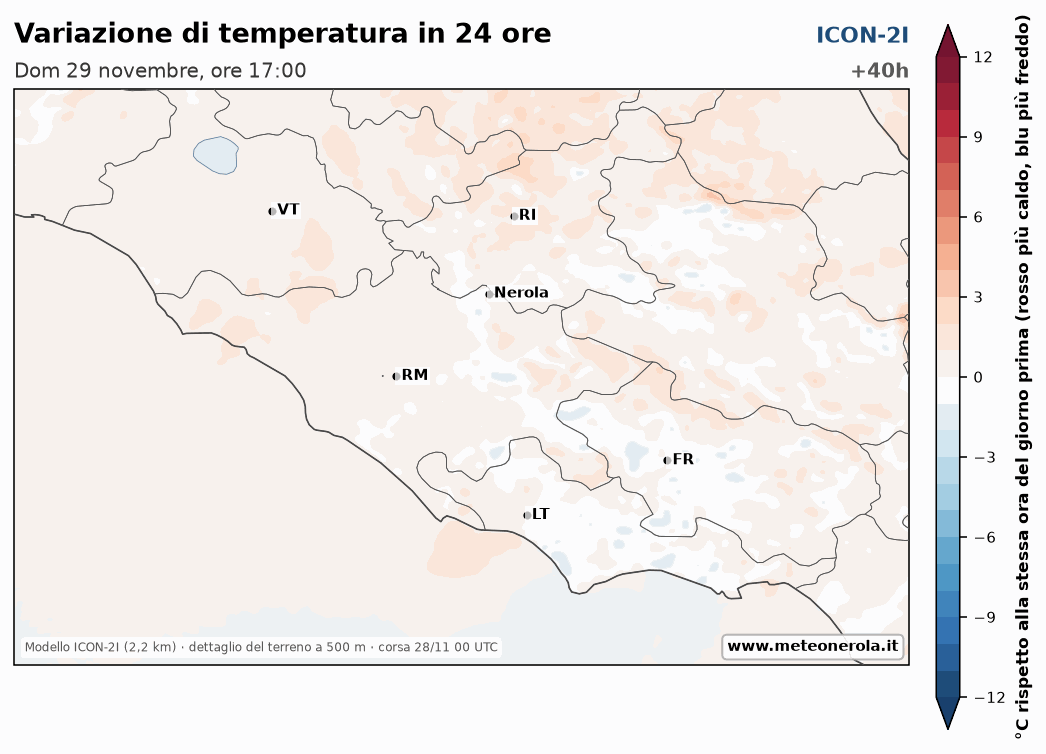 Variazione di temperatura in 24 ore
ICON-2I
Dom 29 novembre, ore 17:00
+40h
VT
RI
Nerola
RM
FR
LT
Modello ICON-2I (2,2 km) · dettaglio del terreno a 500 m · corsa 28/11 00 UTC
www.meteonerola.it
12
9
6
3
0
−3
−6
−9
−12
°C rispetto alla stessa ora del giorno prima (rosso più caldo, blu più freddo)